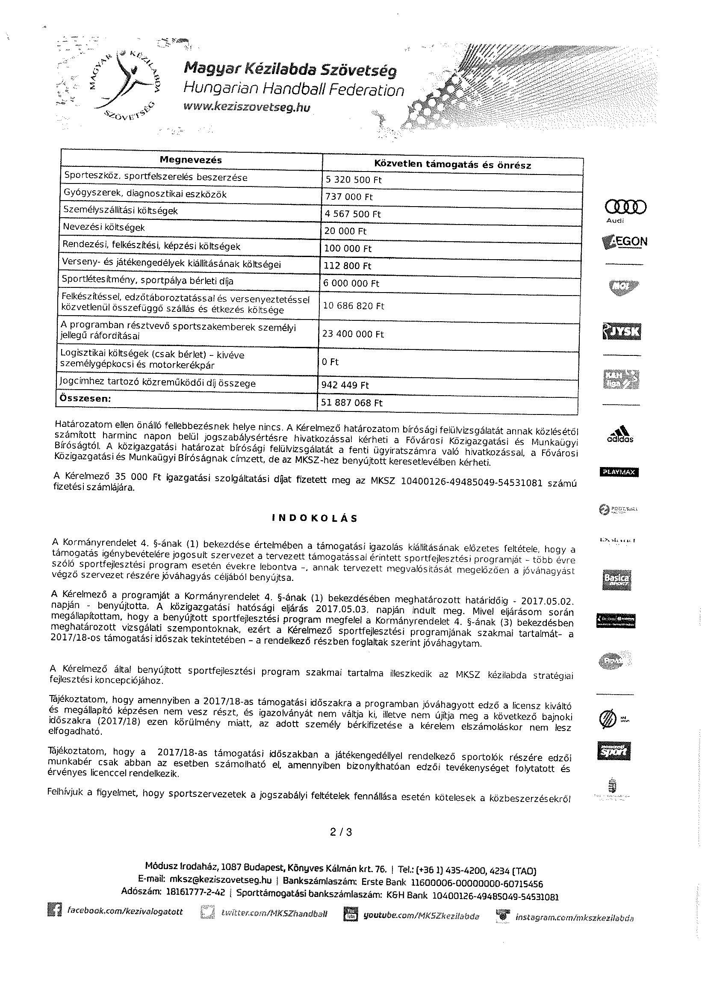 MAGYAR KÉZILABDA SZÖVETSÉG
Magyar Kézilabda Szövetség
Hungarian Handball Federation
www.keziszovetseg.hu
Megnevezés
Közvetlen támogatás és önrész
Sporteszköz, sportfelszerelés beszerzése
5 320 500 Ft
Gyógyszerek, diagnosztikai eszközök
737 000 Ft
Személyszállítási költségek
4 567 500 Ft
Nevezési költségek
20 000 Ft
Rendezési, felkészítési, képzési költségek
100 000 Ft
Verseny- és játékengedélyek kiállításának költségei
112 800 Ft
Sportlétesítmény, sportpálya bérleti díja
6 000 000 Ft
Felkészítéssel, edzőtáboroztatással és versenyeztetéssel
közvetlenül összefüggő szállás és étkezés költsége
10 686 820 Ft
A programban résztvevő sportszakemberek személyi
jellegű ráfordításai
23 400 000 Ft
Logisztikai költségek (csak bérlet) – kivéve
személygépkocsi és motorkerékpár
0 Ft
Jogcímhez tartozó közreműködői díj összege
942 449 Ft
Összesen:
51 887 068 Ft
Határozatom ellen önálló fellebbezésnek helye nincs. A Kérelmező határozatom bírósági felülvizsgálatát annak közlésétől
számított harminc napon belül jogszabálysértésre hivatkozással kérheti a Fővárosi Közigazgatási és Munkaügyi
Bíróságtól. A közigazgatási határozat bírósági felülvizsgálatát a fenti ügyiratszámra való hivatkozással, a Fővárosi
Közigazgatási és Munkaügyi Bíróságnak címzett, de az MKSZ-hez benyújtott keresetlevélben kérheti.
A Kérelmező 35 000 Ft igazgatási szolgáltatási díjat fizetett meg az MKSZ 10400126-49485049-54531081 számú
fizetési számlájára.
INDOKOLÁS
A Kormányrendelet 4. §-ának (1) bekezdése értelmében a támogatási igazolás kiállításának előzetes feltétele, hogy a
támogatás igénybevételére jogosult szervezet a tervezett támogatással érintett sportfejlesztési programját – több évre
szóló sportfejlesztési program esetén évekre lebontva –, annak tervezett megvalósítását megelőzően a jóváhagyást
végző szervezet részére jóváhagyás céljából benyújtsa.
A Kérelmező a programját a Kormányrendelet 4. §-ának (1) bekezdésében meghatározott határidőig - 2017.05.02.
napján - benyújtotta. A közigazgatási hatósági eljárás 2017.05.03. napján indult meg. Mivel eljárásom során
megállapítottam, hogy a benyújtott sportfejlesztési program megfelel a Kormányrendelet 4. §-ának (3) bekezdésben
meghatározott vizsgálati szempontoknak, ezért a Kérelmező sportfejlesztési programjának szakmai tartalmát– a
2017/18-os támogatási időszak tekintetében – a rendelkező részben foglaltak szerint jóváhagytam.
A Kérelmező által benyújtott sportfejlesztési program szakmai tartalma illeszkedik az MKSZ kézilabda stratégiai
fejlesztési koncepciójához.
Tájékoztatom, hogy amennyiben a 2017/18-as támogatási időszakra a programban jóváhagyott edző a licensz kiváltó
és megállapító képzésen nem vesz részt, és igazolványát nem váltja ki, illetve nem újítja meg a következő bajnoki
időszakra (2017/18) ezen körülmény miatt, az adott személy bérkifizetése a kérelem elszámoláskor nem lesz
elfogadható.
Tájékoztatom, hogy a 2017/18-as támogatási időszakban a játékengedéllyel rendelkező sportolók részére edzői
munkabér csak abban az esetben számolható el, amennyiben bizonyíthatóan edzői tevékenységet folytatott és
érvényes licenccel rendelkezik.
Felhívjuk a figyelmet, hogy sportszervezetek a jogszabályi feltételek fennállása esetén kötelesek a közbeszerzésekről
Audi
AEGON
MOL
JYSK
K&H
liga
adidas
PLAYMAX
Basica
SPORT
sport
2 / 3
Módusz Irodaház, 1087 Budapest, Könyves Kálmán krt. 76. | Tel.: (+36 1) 435-4200, 4234 (TAO)
E-mail: mksz@keziszovetseg.hu | Bankszámlaszám: Erste Bank 11600006-00000000-60715456
Adószám: 18161777-2-42 | Sporttámogatási bankszámlaszám: K&H Bank 10400126-49485049-54531081
facebook.com/kezivalogatott
twitter.com/MKSZhandball
youtube.com/MKSZkezilabda
instagram.com/mkszkezilabda